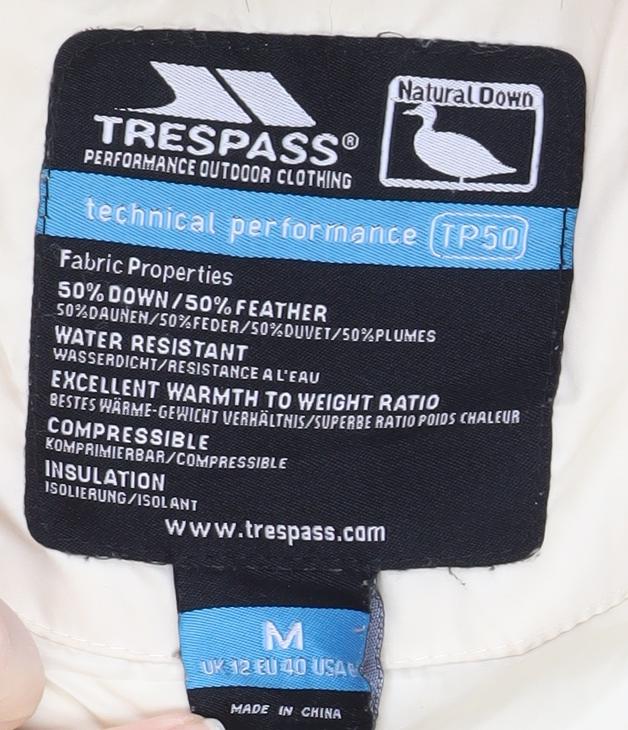 Natural Down
TRESPASS®
PERFORMANCE OUTDOOR CLOTHING
technical performance TP50
Fabric Properties
50% DOWN / 50% FEATHER
50%DAUNEN/50%FEDER/50%DUVET/50%PLUMES
WATER RESISTANT
WASSERDICHT/RESISTANCE A L'EAU
EXCELLENT WARMTH TO WEIGHT RATIO
BESTES WÄRME-GEWICHT VERHÄLTNIS/SUPERBE RATIO POIDS CHALEUR
COMPRESSIBLE
KOMPRIMIERBAR/COMPRESSIBLE
INSULATION
ISOLIERUNG/ISOLANT
www.trespass.com
M
UK 12 EU 40 USA
MADE IN CHINA